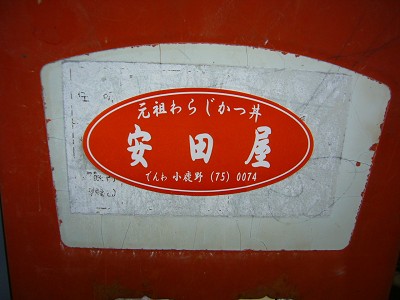 元祖わらじかつ丼
安田屋
でんわ 小鹿野 (75) 0074